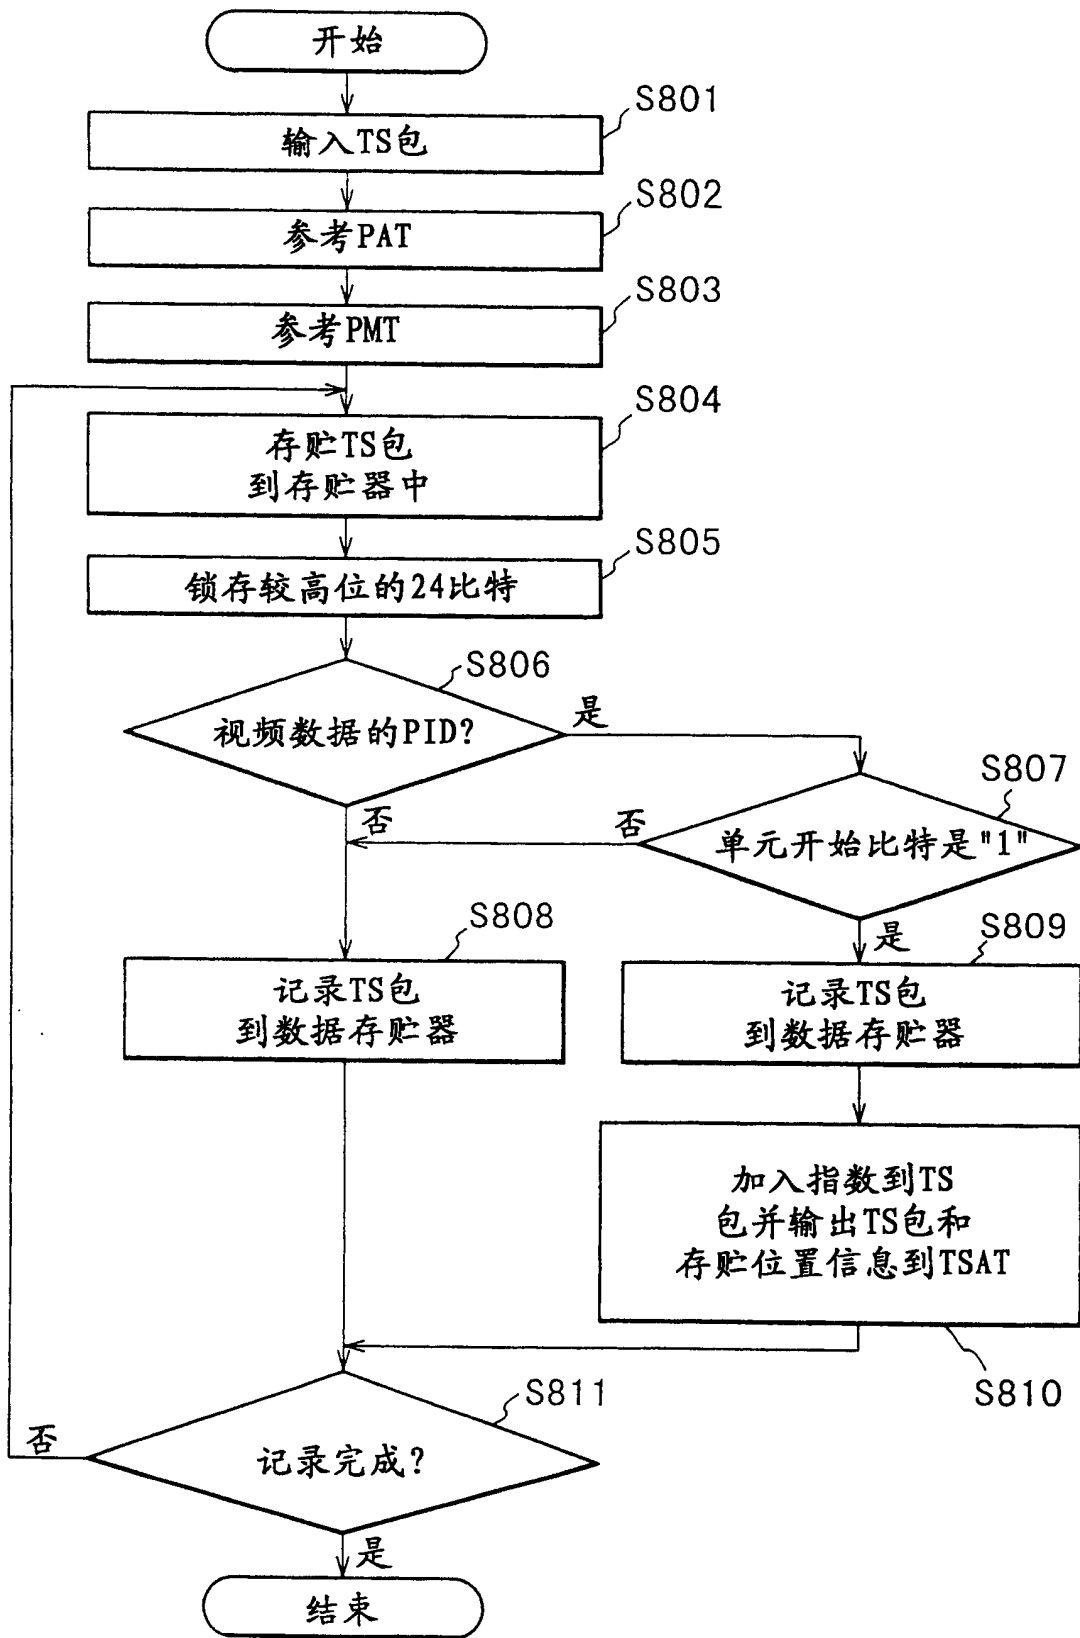 开始
S801
输入TS包
S802
参考PAT
S803
参考PMT
S804
存贮TS包
到存贮器中
S805
锁存较高位的24比特
S806
视频数据的PID?
是
S807
否
否
单元开始比特是"1"
S808
是
S809
记录TS包
到数据存贮器
记录TS包
到数据存贮器
加入指数到TS
包并输出TS包和
存贮位置信息到TSAT
S810
S811
否
记录完成?
是
结束